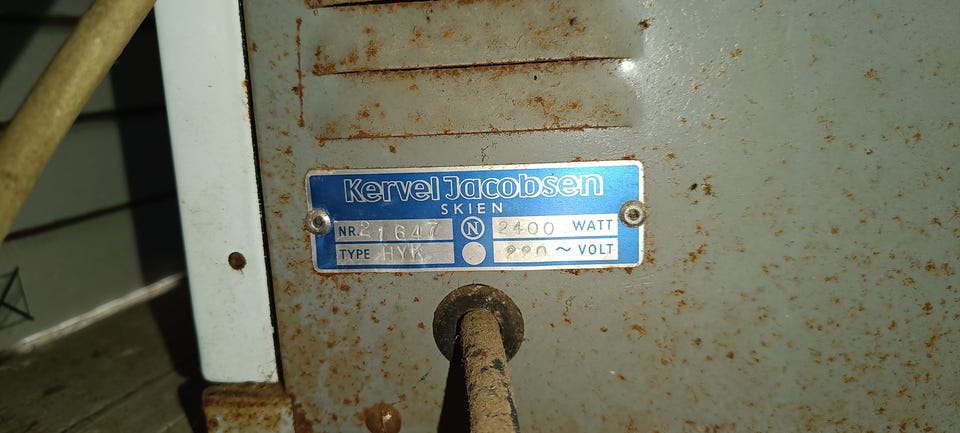 Kervel Jacobsen
SKIEN
NR. 21647 N 2400 WATT
TYPE HYK 220 ~ VOLT